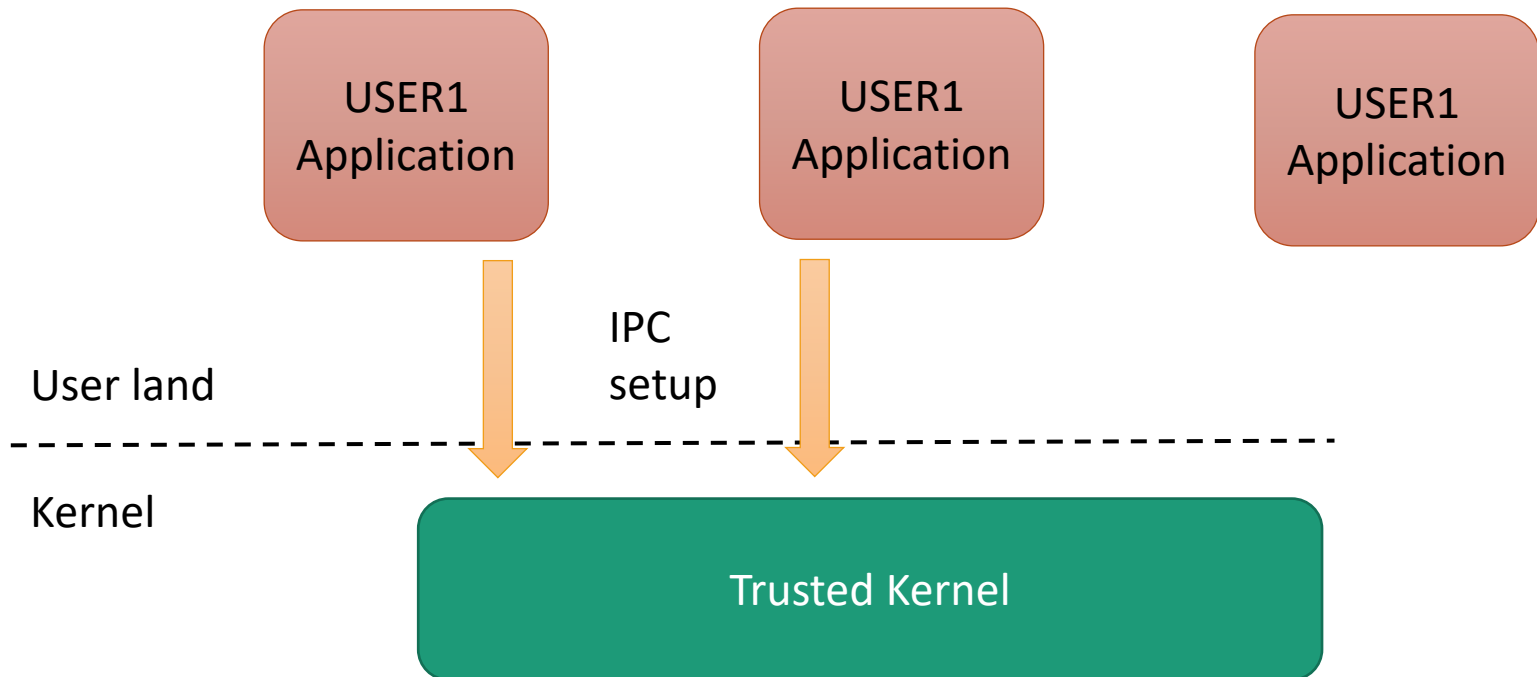 USER1
Application
USER1
Application
USER1
Application
IPC
setup
User land
Kernel
Trusted Kernel